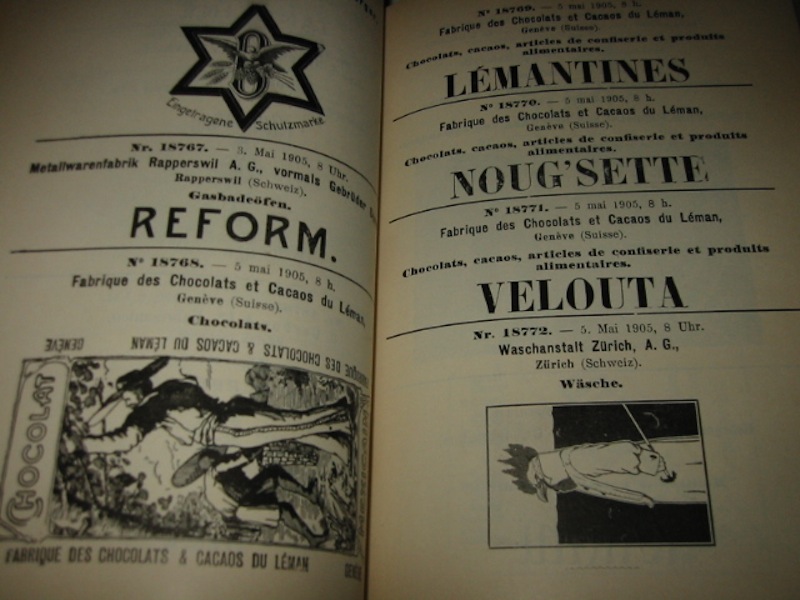 Eingetragene Schutzmarke
Nr. 18767. — 3. Mai 1905, 8 Uhr.
Metallwarenfabrik Rapperswil A. G., vormals Gebrüder
Rapperswil (Schweiz).
Gasbadeöfen.
REFORM.
Nº 18768. — 5 mai 1905, 8 h.
Fabrique des Chocolats et Cacaos du Léman,
Genève (Suisse).
Chocolats.
FABRIQUE DES CHOCOLATS & CACAOS DU LÉMAN GENÈVE
CHOCOLAT
FABRIQUE DES CHOCOLATS & CACAOS DU LÉMAN
Nº 18769. — 5 mai 1905, 8 h.
Fabrique des Chocolats et Cacaos du Léman,
Genève (Suisse).
Chocolats, cacaos, articles de confiserie et produits
alimentaires.
LÉMANTINES
Nº 18770. — 5 mai 1905, 8 h.
Fabrique des Chocolats et Cacaos du Léman,
Genève (Suisse).
Chocolats, cacaos, articles de confiserie et produits
alimentaires.
NOUG'SETTE
Nº 18771. — 5 mai 1905, 8 h.
Fabrique des Chocolats et Cacaos du Léman,
Genève (Suisse).
Chocolats, cacaos, articles de confiserie et produits
alimentaires.
VELOUTA
Nr. 18772. — 5. Mai 1905, 8 Uhr.
Waschanstalt Zürich, A. G.,
Zürich (Schweiz).
Wäsche.